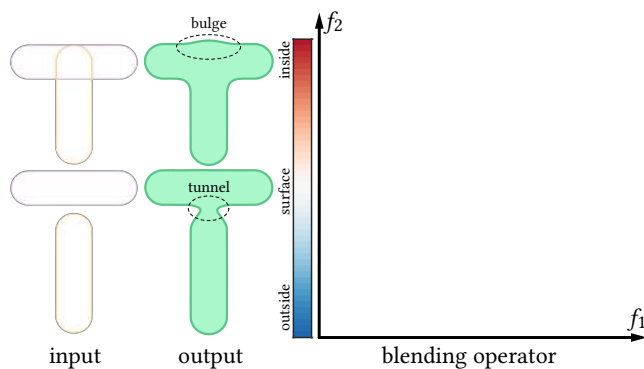 bulge
tunnel
inside
surface
outside
f2
f1
input
output
blending operator